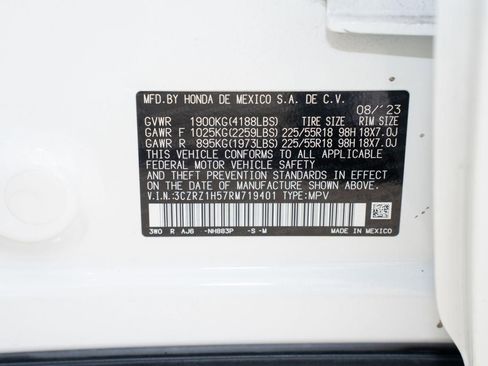 MFD.BY HONDA DE MEXICO S.A. DE C.V.
08/'23
GVWR 1900KG(4188LBS) TIRE SIZE RIM SIZE
GAWR F 1025KG(2259LBS) 225/55R18 98H 18X7.0J
GAWR R 895KG(1973LBS) 225/55R18 98H 18X7.0J
THIS VEHICLE CONFORMS TO ALL APPLICABLE
FEDERAL MOTOR VEHICLE SAFETY
AND THEFT PREVENTION STANDARDS IN EFFECT ON
THE DATE OF MANUFACTURE SHOWN ABOVE.
V.I.N.:3CZRZ1H57RM719401 TYPE:MPV
3W0 R AJ6 -NH883P -S -M MADE IN MEXICO